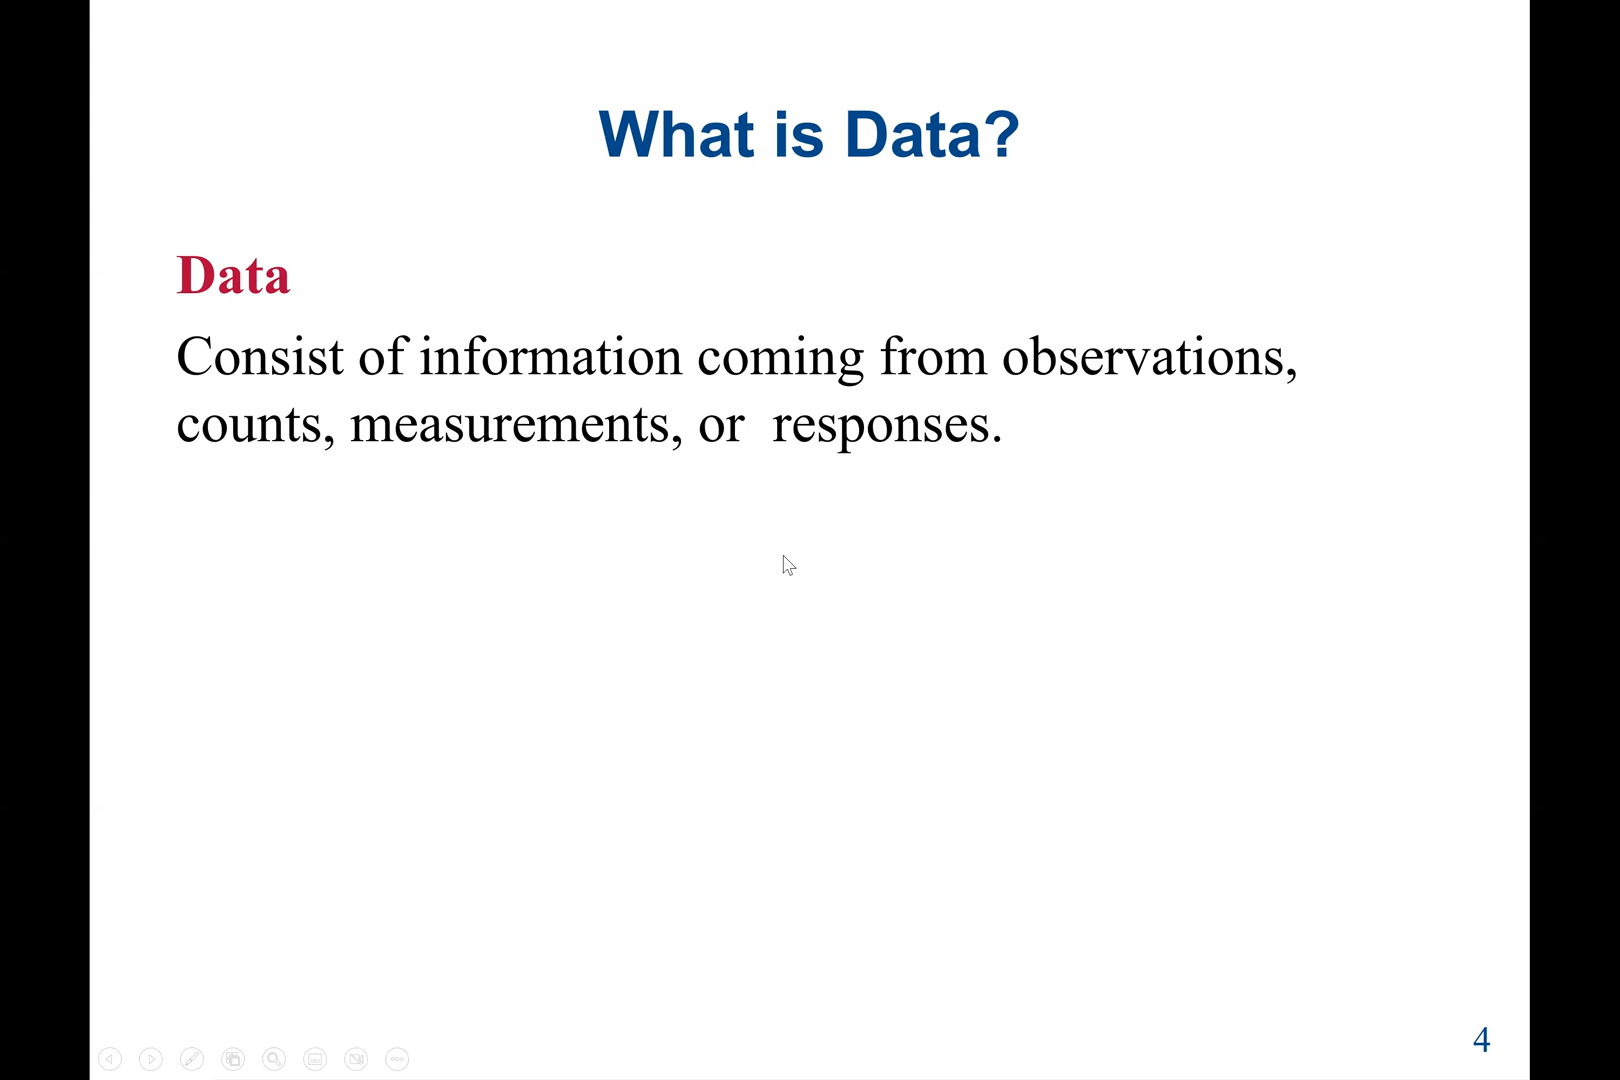 What is Data?
Data
Consist of information coming from observations,
counts, measurements, or  responses.
4